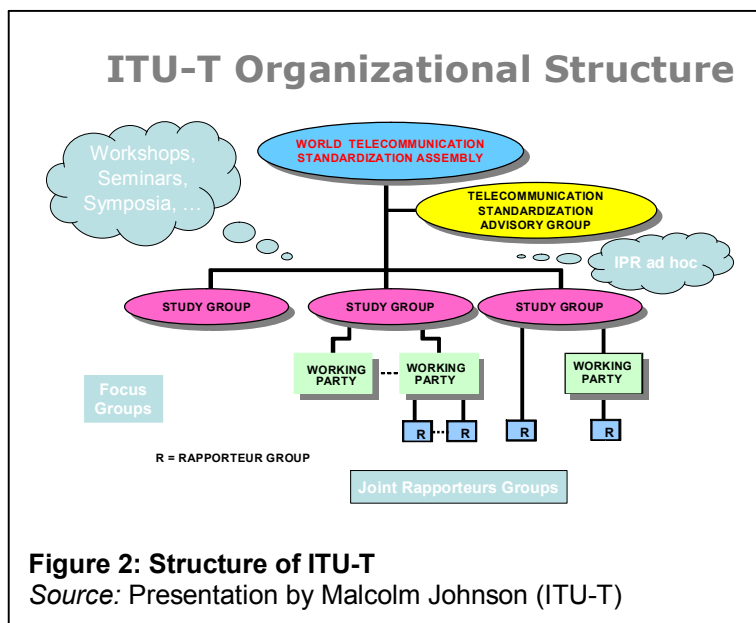 ITU-T Organizational Structure
Workshops,
Seminars,
Symposia, ...
WORLD TELECOMMUNICATION
STANDARDIZATION ASSEMBLY
TELECOMMUNICATION
STANDARDIZATION
ADVISORY GROUP
IPR ad hoc
STUDY GROUP
STUDY GROUP
STUDY GROUP
WORKING
PARTY
WORKING
PARTY
WORKING
PARTY
Focus
Groups
R
R
R
R
R = RAPPORTEUR GROUP
Joint Rapporteurs Groups
Figure 2: Structure of ITU-T
Source: Presentation by Malcolm Johnson (ITU-T)